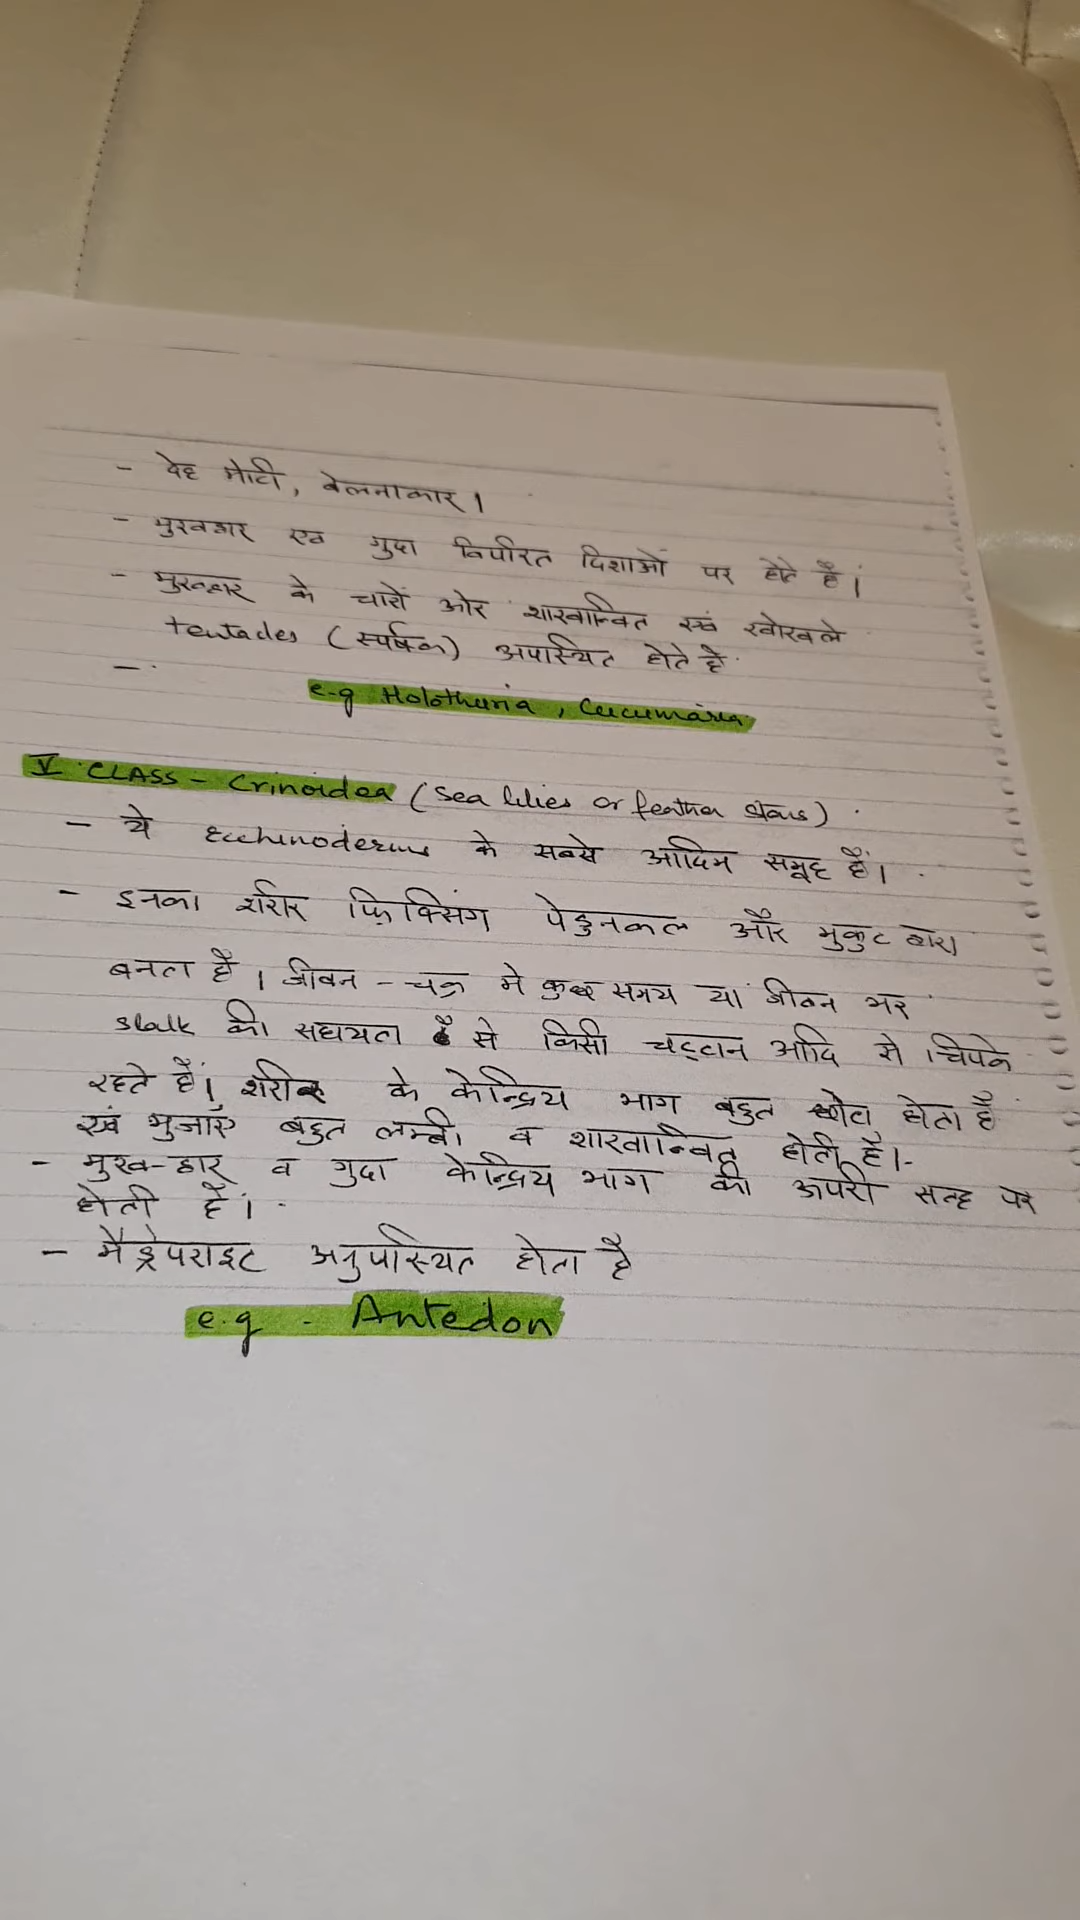 - देह मोटी, बेलनाकार।
- मुखद्वार एवं गुदा विपरित दिशाओं पर होते हैं।
- मुखद्वार के चारों ओर शाखान्वित एवं खोखले
tentacles (स्पर्षक) उपस्थित होते है.
-
e.g Holothuria, Cucumaria
V CLASS - Crinoidea (Sea lilies or feather stars)
- ये Ecchinoderms के सबसे आदिम समूह हैं।
- इनका शरीर फ़िक्सिंग पेडुनकल और मुकुट द्वारा
बनता है। जीवन-चक्र मे कुछ समय या जीवन भर
stalk की सहायता से किसी चट्टान आदि से चिपके
रहते हैं। शरीर के केन्द्रिय भाग बहुत छोटा होता है
एवं भुजाएँ बहुत लम्बी व शाखान्वित होती हैं।-
- मुख-द्वार व गुदा केन्द्रिय भाग की ऊपरी सतह पर
होती हैं।
- मैड्रेपराइट अनुपस्थित होता है
e.g - Antedon